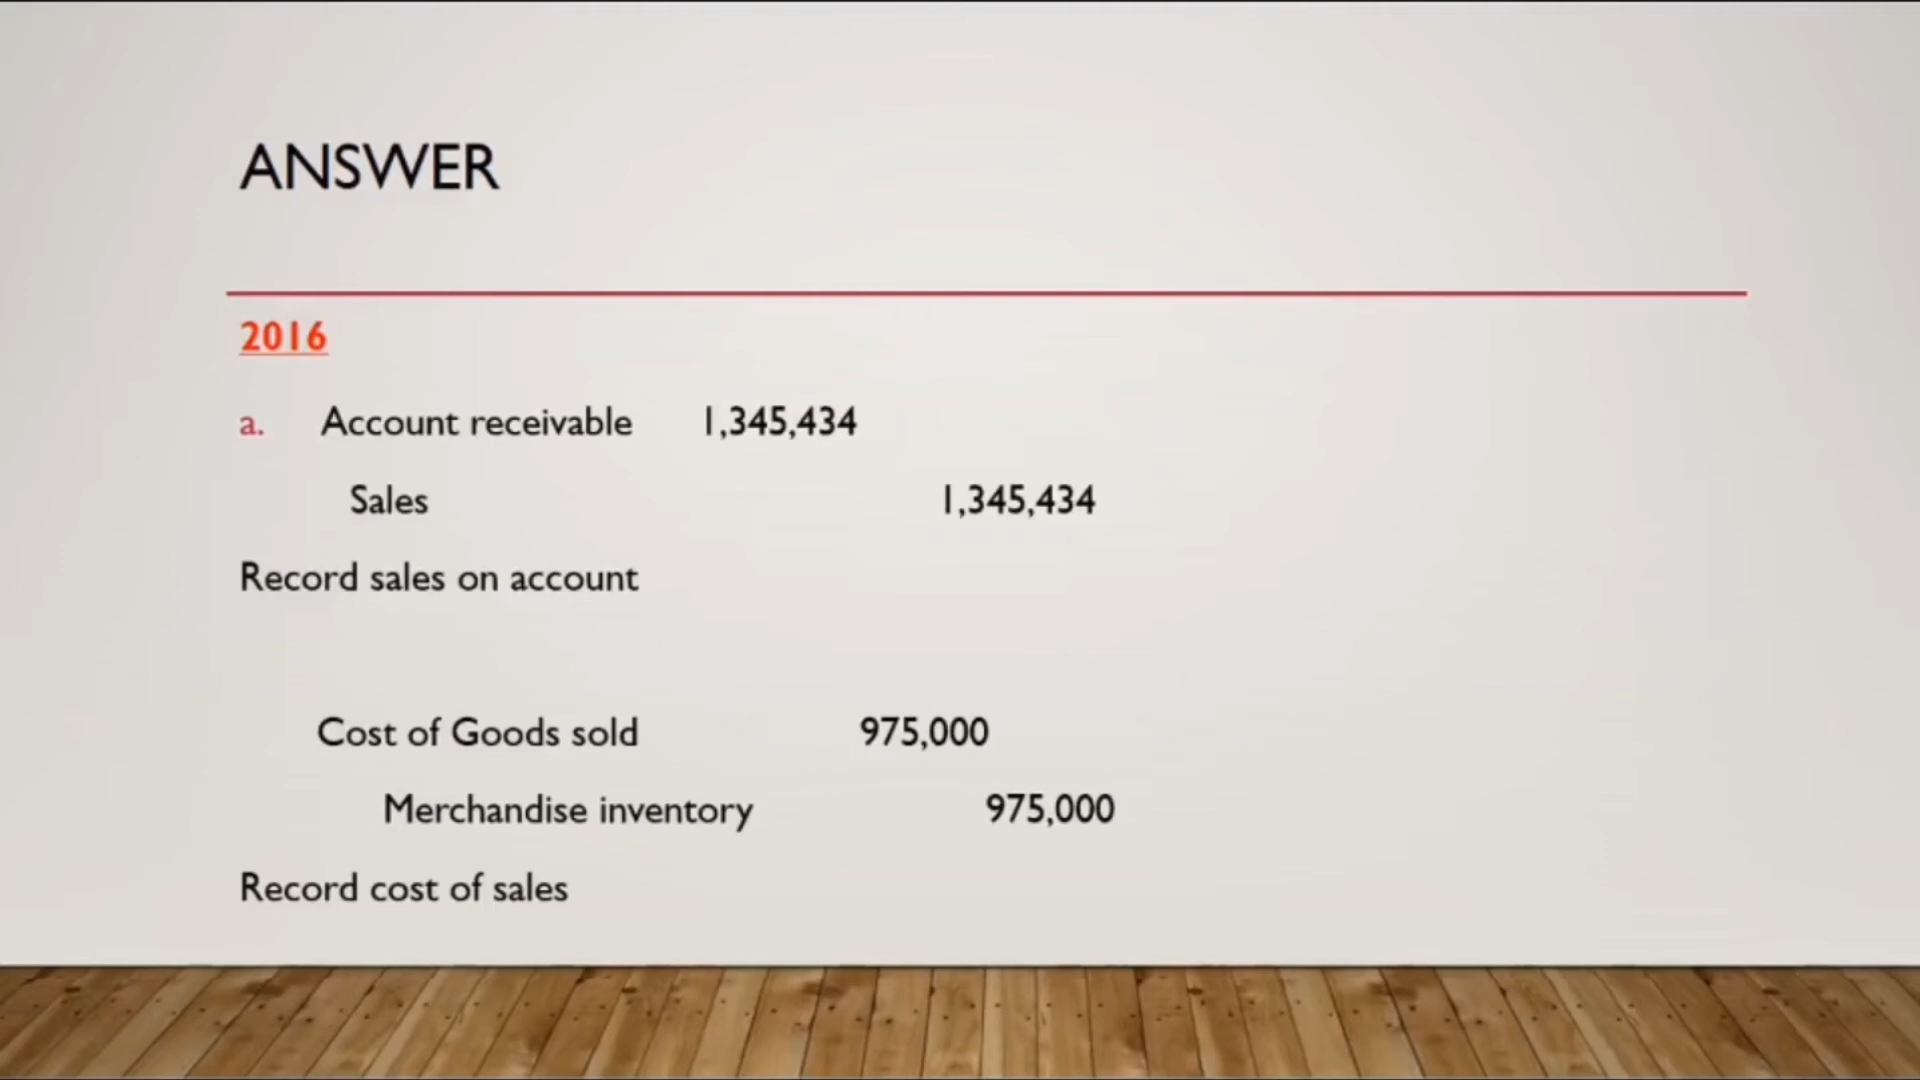 ANSWER
2016
a. Account receivable 1,345,434
Sales 1,345,434
Record sales on account
Cost of Goods sold 975,000
Merchandise inventory 975,000
Record cost of sales